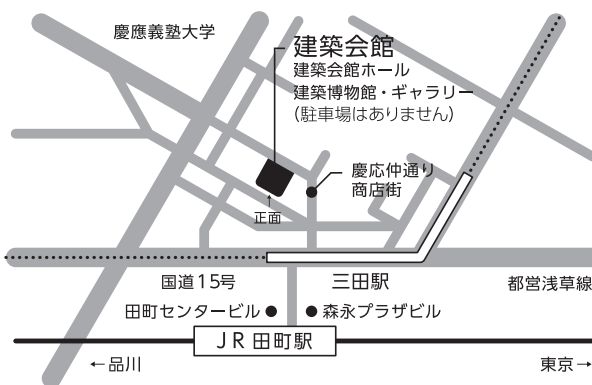 慶應義塾大学
建築会館
建築会館ホール
建築博物館・ギャラリー
(駐車場はありません)
慶応仲通り
商店街
↑
正面
国道15号
三田駅
都営浅草線
田町センタービル●
●森永プラザビル
JR田町駅
←品川
東京→